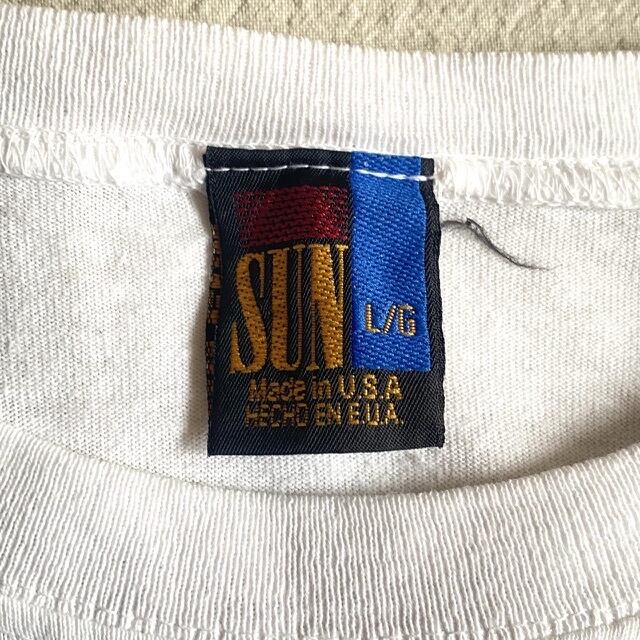 SUN
L/G
Made in U.S.A
HECHO EN E.U.A.